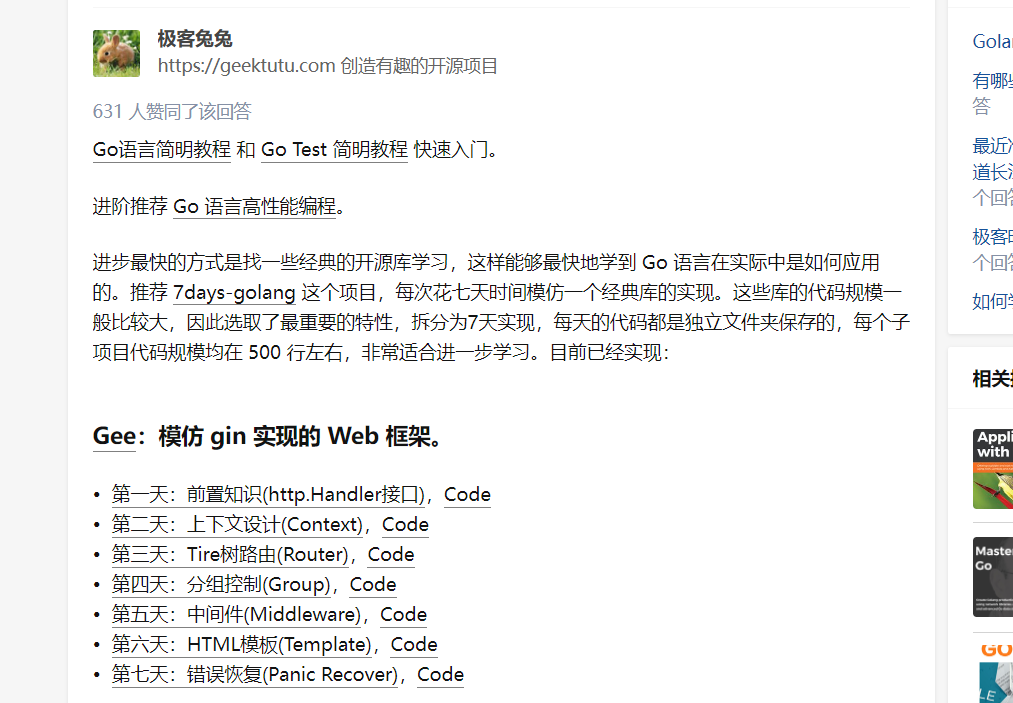 极客兔兔
https://geektutu.com 创造有趣的开源项目
631 人赞同了该回答
Go语言简明教程 和 Go Test 简明教程 快速入门。
进阶推荐 Go 语言高性能编程。
进步最快的方式是找一些经典的开源库学习，这样能够最快地学到 Go 语言在实际中是如何应用
的。推荐 7days-golang 这个项目，每次花七天时间模仿一个经典库的实现。这些库的代码规模一
般比较大，因此选取了最重要的特性，拆分为7天实现，每天的代码都是独立文件夹保存的，每个子
项目代码规模均在 500 行左右，非常适合进一步学习。目前已经实现：
Gee：模仿 gin 实现的 Web 框架。
• 第一天：前置知识(http.Handler接口)，Code
• 第二天：上下文设计(Context)，Code
• 第三天：Tire树路由(Router)，Code
• 第四天：分组控制(Group)，Code
• 第五天：中间件(Middleware)，Code
• 第六天：HTML模板(Template)，Code
• 第七天：错误恢复(Panic Recover)，Code
Gola
有哪
答
最近
道长
个回
极客
个回
如何
相关
Appli
with
Maste
Go
GO
LE